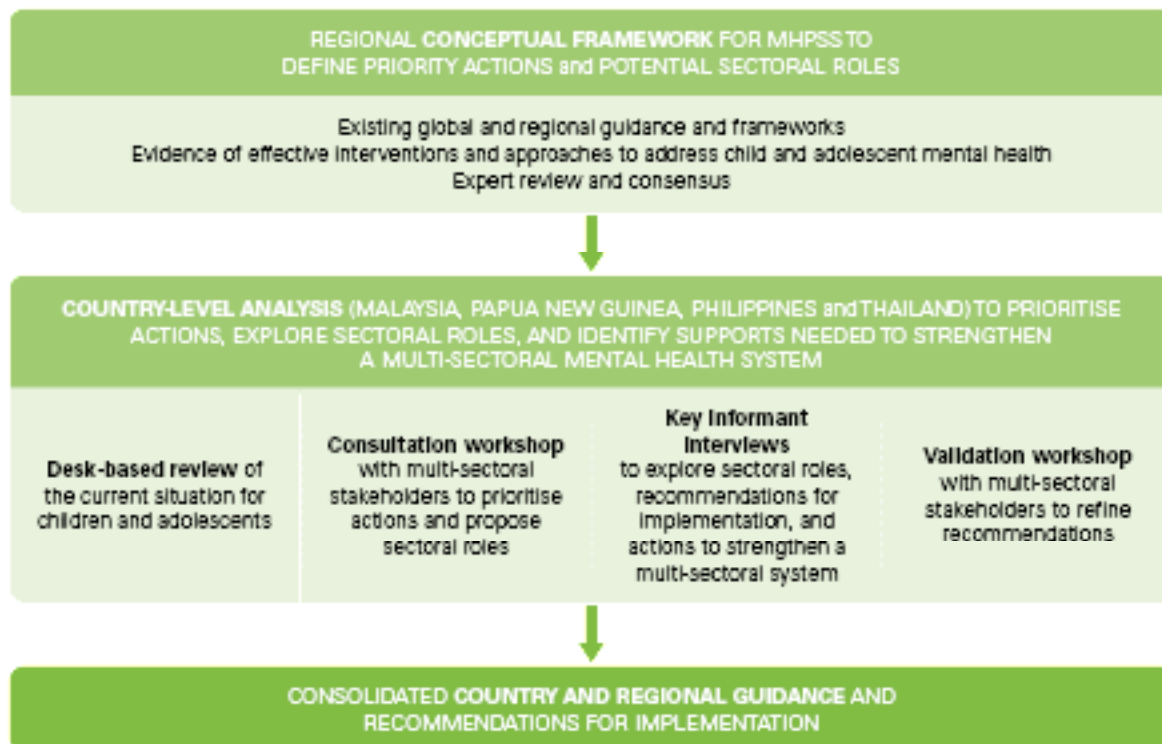 REGIONAL CONCEPTUAL FRAMEWORK FOR MHPSS TO
DEFINE PRIORITY ACTIONS and POTENTIAL SECTORAL ROLES
Existing global and regional guidance and frameworks
Evidence of effective interventions and approaches to address child and adolescent mental health
Expert review and consensus
COUNTRY-LEVEL ANALYSIS (MALAYSIA, PAPUA NEW GUINEA, PHILIPPINES and THAILAND) TO PRIORITISE
ACTIONS, EXPLORE SECTORAL ROLES, AND IDENTIFY SUPPORTS NEEDED TO STRENGTHEN
A MULTI-SECTORAL MENTAL HEALTH SYSTEM
Desk-based review of
the current situation for
children and adolescents
Consultation workshop
with multi-sectoral
stakeholders to prioritise
actions and propose
sectoral roles
Key Informant
Interviews
to explore sectoral roles,
recommendations for
implementation, and
actions to strengthen a
multi-sectoral system
Validation workshop
with multi-sectoral
stakeholders to refine
recommendations
CONSOLIDATED COUNTRY AND REGIONAL GUIDANCE AND
RECOMMENDATIONS FOR IMPLEMENTATION